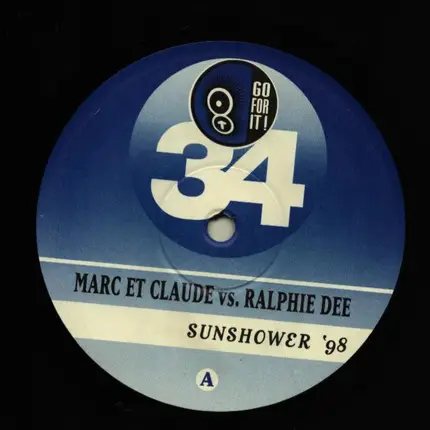 GO
FOR
IT!
34
MARC ET CLAUDE vs. RALPHIE DEE
SUNSHOWER '98
A